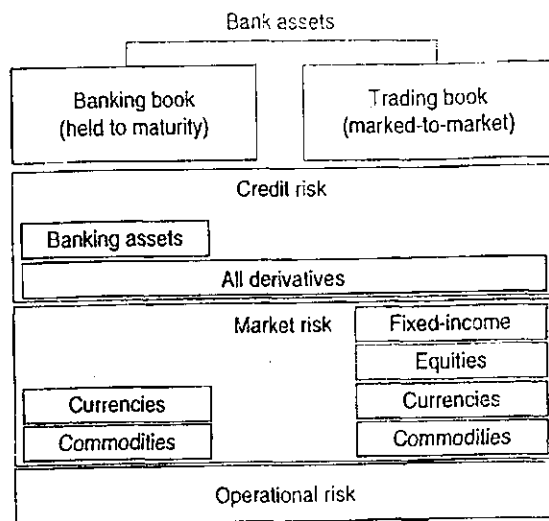 Bank assets
Banking book
(held to maturity)
Trading book
(marked-to-market)
Credit risk
Banking assets
All derivatives
Market risk
Fixed-income
Equities
Currencies
Currencies
Commodities
Commodities
Operational risk